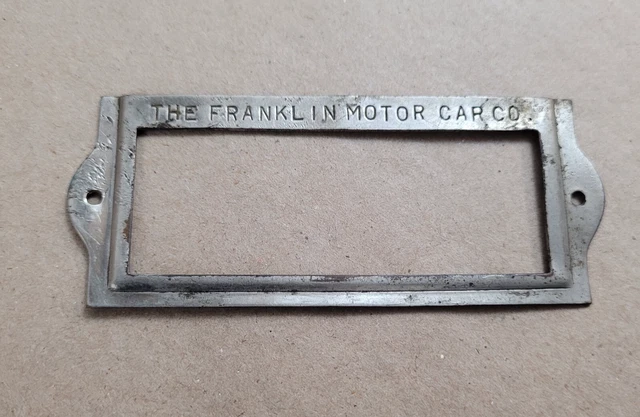 THE FRANKLIN MOTOR CAR CO.